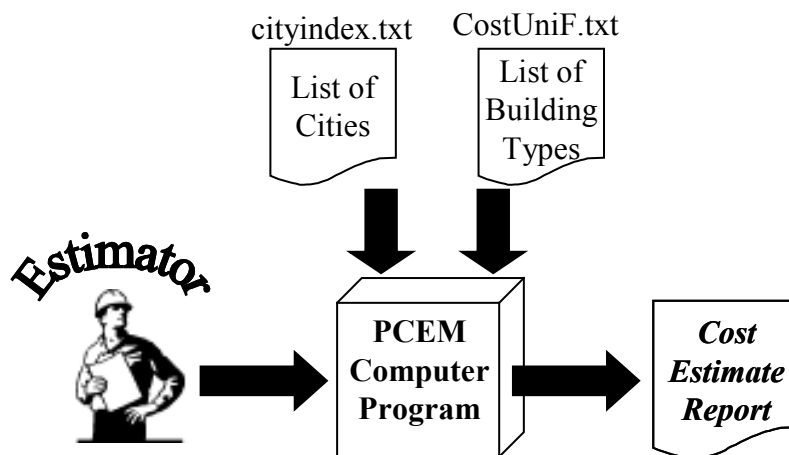 cityindex.txt
CostUniF.txt
List of
Cities
List of
Building
Types
Estimator
PCEM
Computer
Program
Cost
Estimate
Report